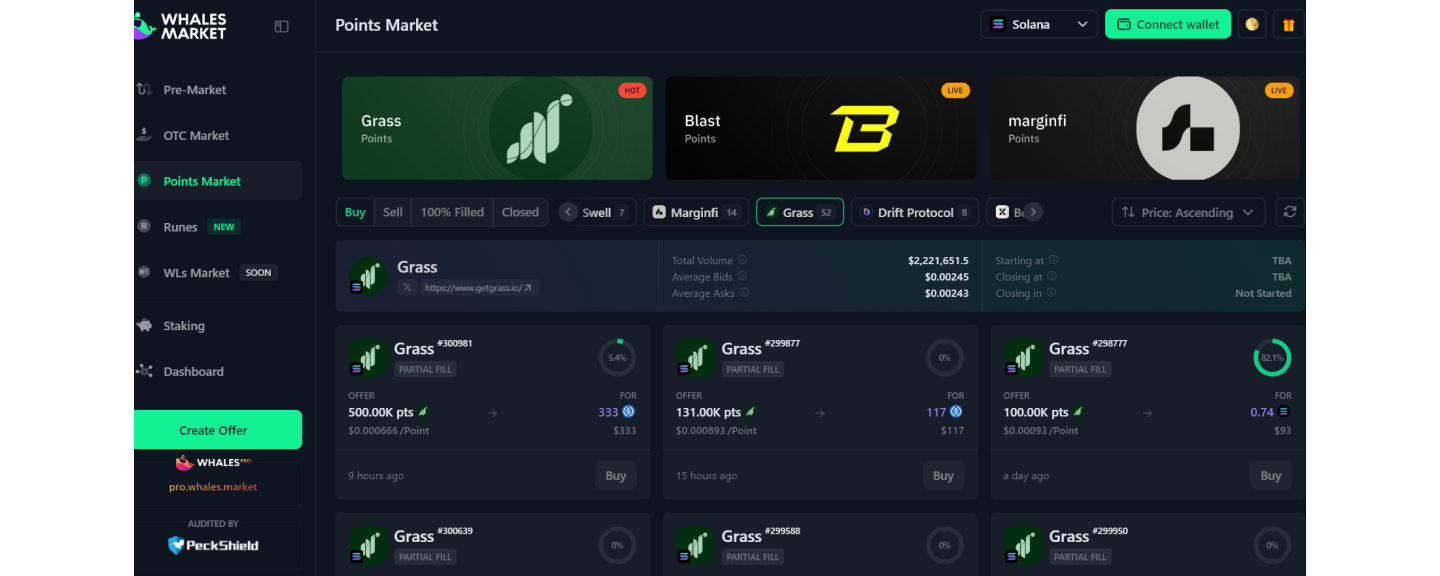 WHALES
MARKET
Points Market
Solana
Connect wallet
Pre-Market
OTC Market
P
Points Market
R
Runes
NEW
WLs Market
SOON
Staking
Dashboard
Create Offer
WHALES PRO
pro.whales.market
AUDITED BY
PeckShield
Grass
Points
HOT
Blast
Points
LIVE
marginfi
Points
LIVE
Buy
Sell
100% Filled
Closed
Swell 7
Marginfi 14
Grass 52
Drift Protocol 8
Price: Ascending
Grass
https://www.getgrass.io/
Total Volume $2,221,651.5
Average Bids $0.00245
Average Asks $0.00243
Starting at TBA
Closing at TBA
Closing in Not Started
Grass #300981
PARTIAL FILL
5.4%
OFFER FOR
500.00K pts → 333
$0.000666 /Point $333
9 hours ago Buy
Grass #299877
PARTIAL FILL
0%
OFFER FOR
131.00K pts → 117
$0.000893 /Point $117
15 hours ago Buy
Grass #298777
PARTIAL FILL
82.1%
OFFER FOR
100.00K pts → 0.74
$0.00093 /Point $93
a day ago Buy
Grass #300639
PARTIAL FILL
0%
Grass #299588
PARTIAL FILL
0%
Grass #299950
PARTIAL FILL
0%